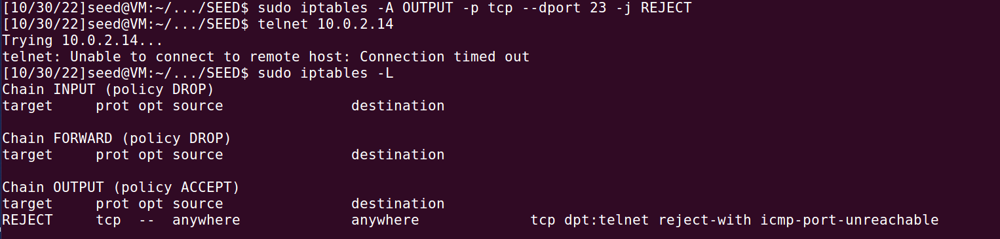 [10/30/22]seed@VM:~/.../SEED$ sudo iptables -A OUTPUT -p tcp --dport 23 -j REJECT
[10/30/22]seed@VM:~/.../SEED$ telnet 10.0.2.14
Trying 10.0.2.14...
telnet: Unable to connect to remote host: Connection timed out
[10/30/22]seed@VM:~/.../SEED$ sudo iptables -L
Chain INPUT (policy DROP)
target     prot opt source               destination

Chain FORWARD (policy DROP)
target     prot opt source               destination

Chain OUTPUT (policy ACCEPT)
target     prot opt source               destination
REJECT     tcp  --  anywhere             anywhere             tcp dpt:telnet reject-with icmp-port-unreachable